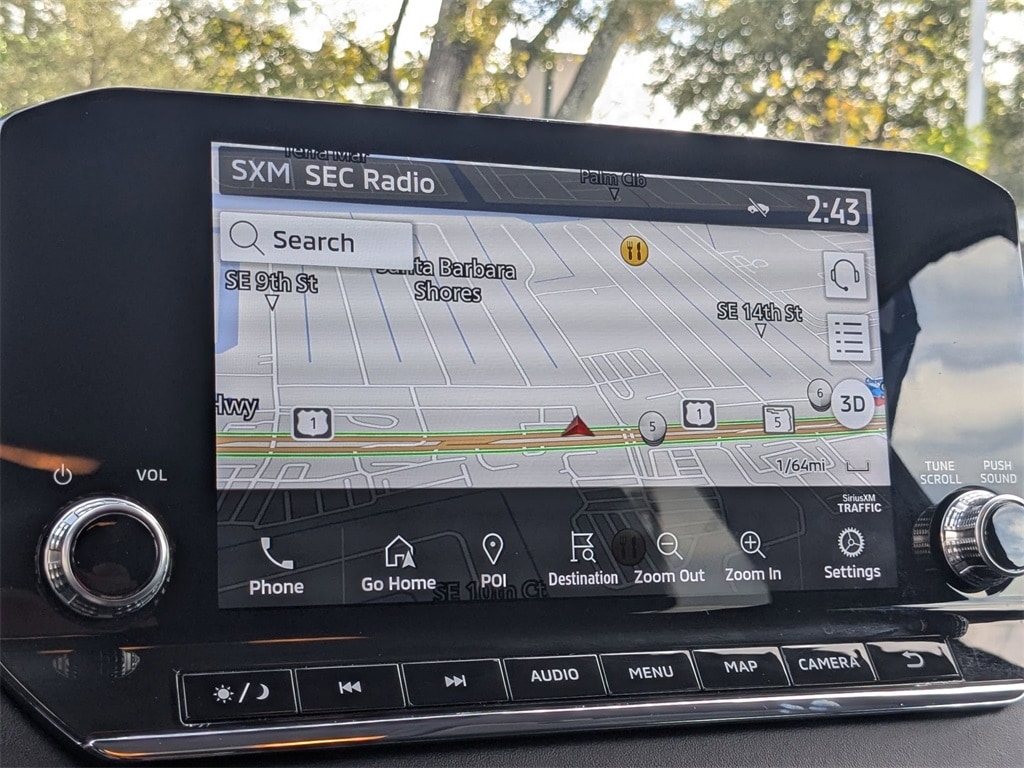 Terra Mar
SXM SEC Radio
Palm Clb
2:43
Search
SE 9th St
Santa Barbara
Shores
SE 14th St
Hwy
1
5
1
5
6
3D
1/64mi
SiriusXM
TRAFFIC
VOL
TUNE
SCROLL
PUSH
SOUND
Phone
Go Home
POI
Destination
Zoom Out
Zoom In
Settings
SE 10th Ct
AUDIO
MENU
MAP
CAMERA